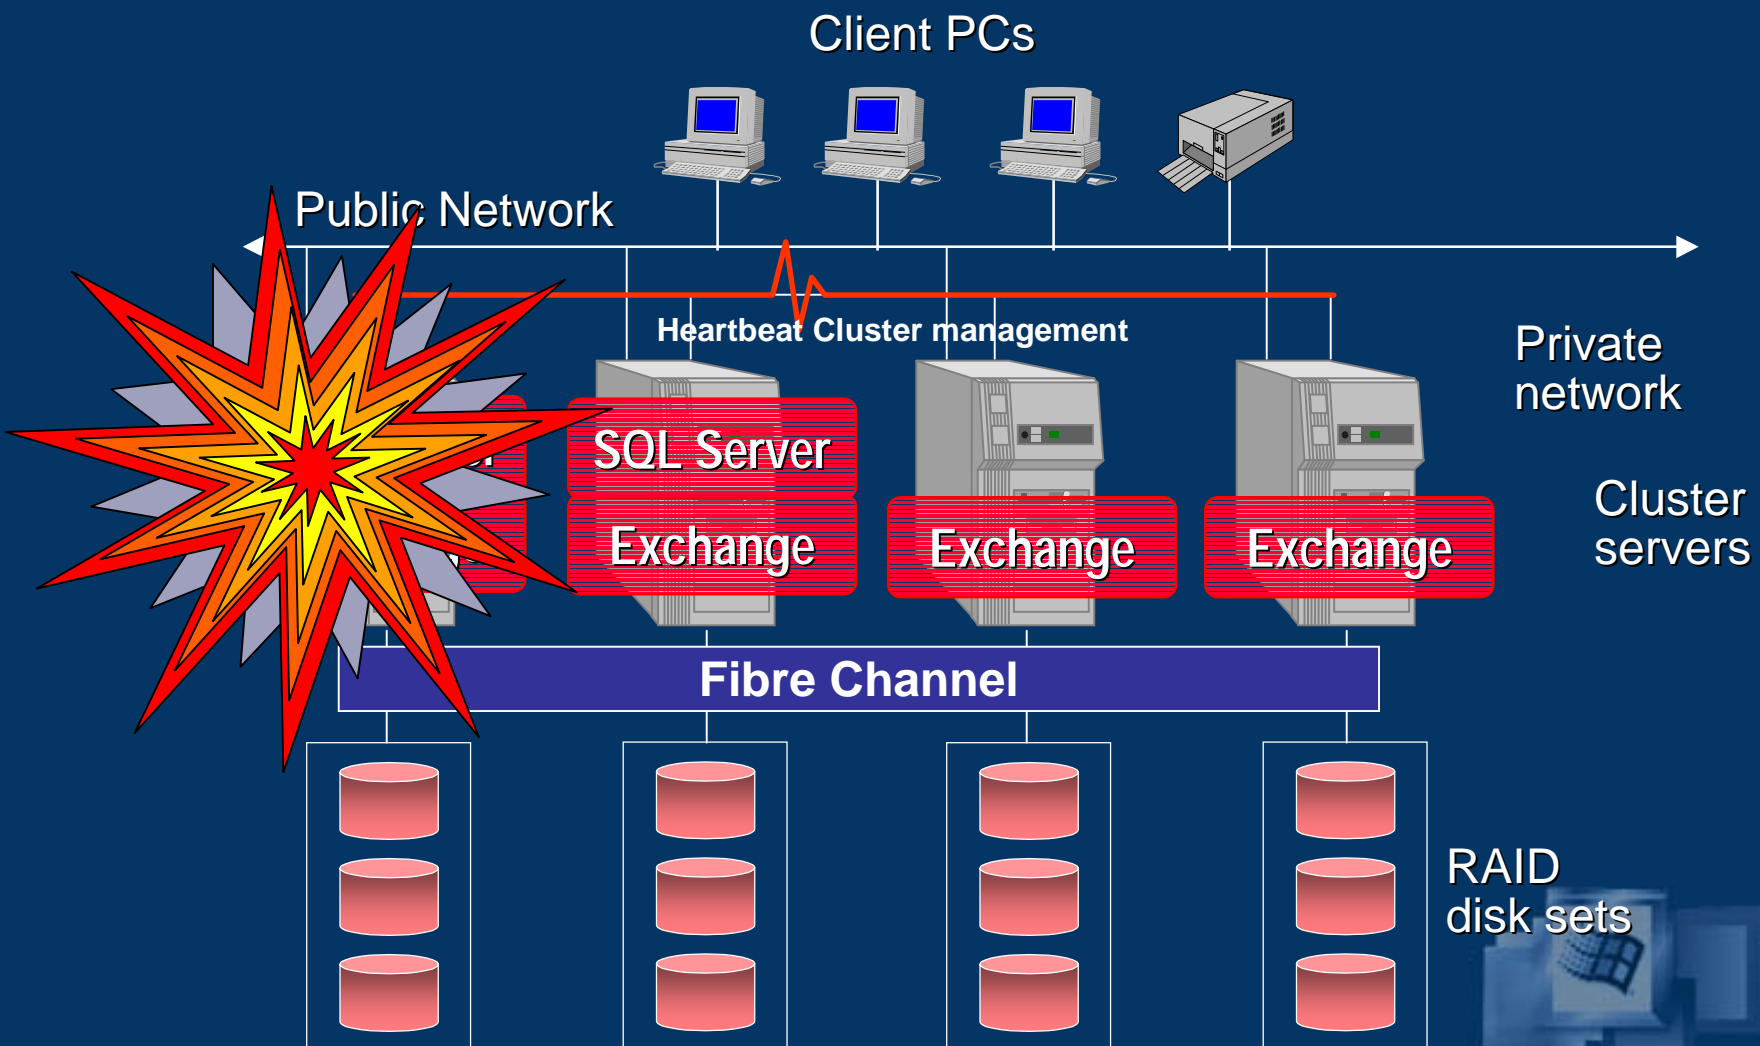 Client PCs
Public Network
Heartbeat Cluster management
Private
network
SQL Server
Exchange
Exchange
Exchange
Cluster
servers
Fibre Channel
RAID
disk sets